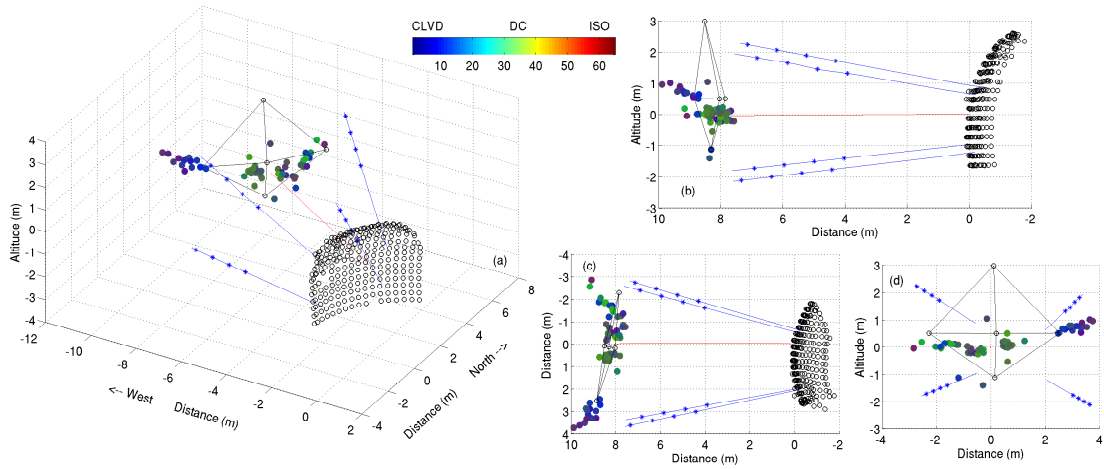 CLVD DC ISO
10 20 30 40 50 60
4
3
2
1
0
-1
-2
-3
-4
Altituce (m)
-12
-10
-8
-6
-4
-2
0
2
<-- West Distance (m)
-4
-2
0
2
4
6
8
Distance (m) North -->
(a)
3
2
1
0
-1
-2
-3
Altitude (m)
(b)
10 8 6 4 2 0 -2
Distance (m)
-4
-3
-2
-1
0
1
2
3
4
Distance (m)
(c)
10 8 6 4 2 0 -2
Distance (m)
3
2
1
0
-1
-2
-3
Altitude (m)
(d)
-4 -2 0 2 4
Distance (m)